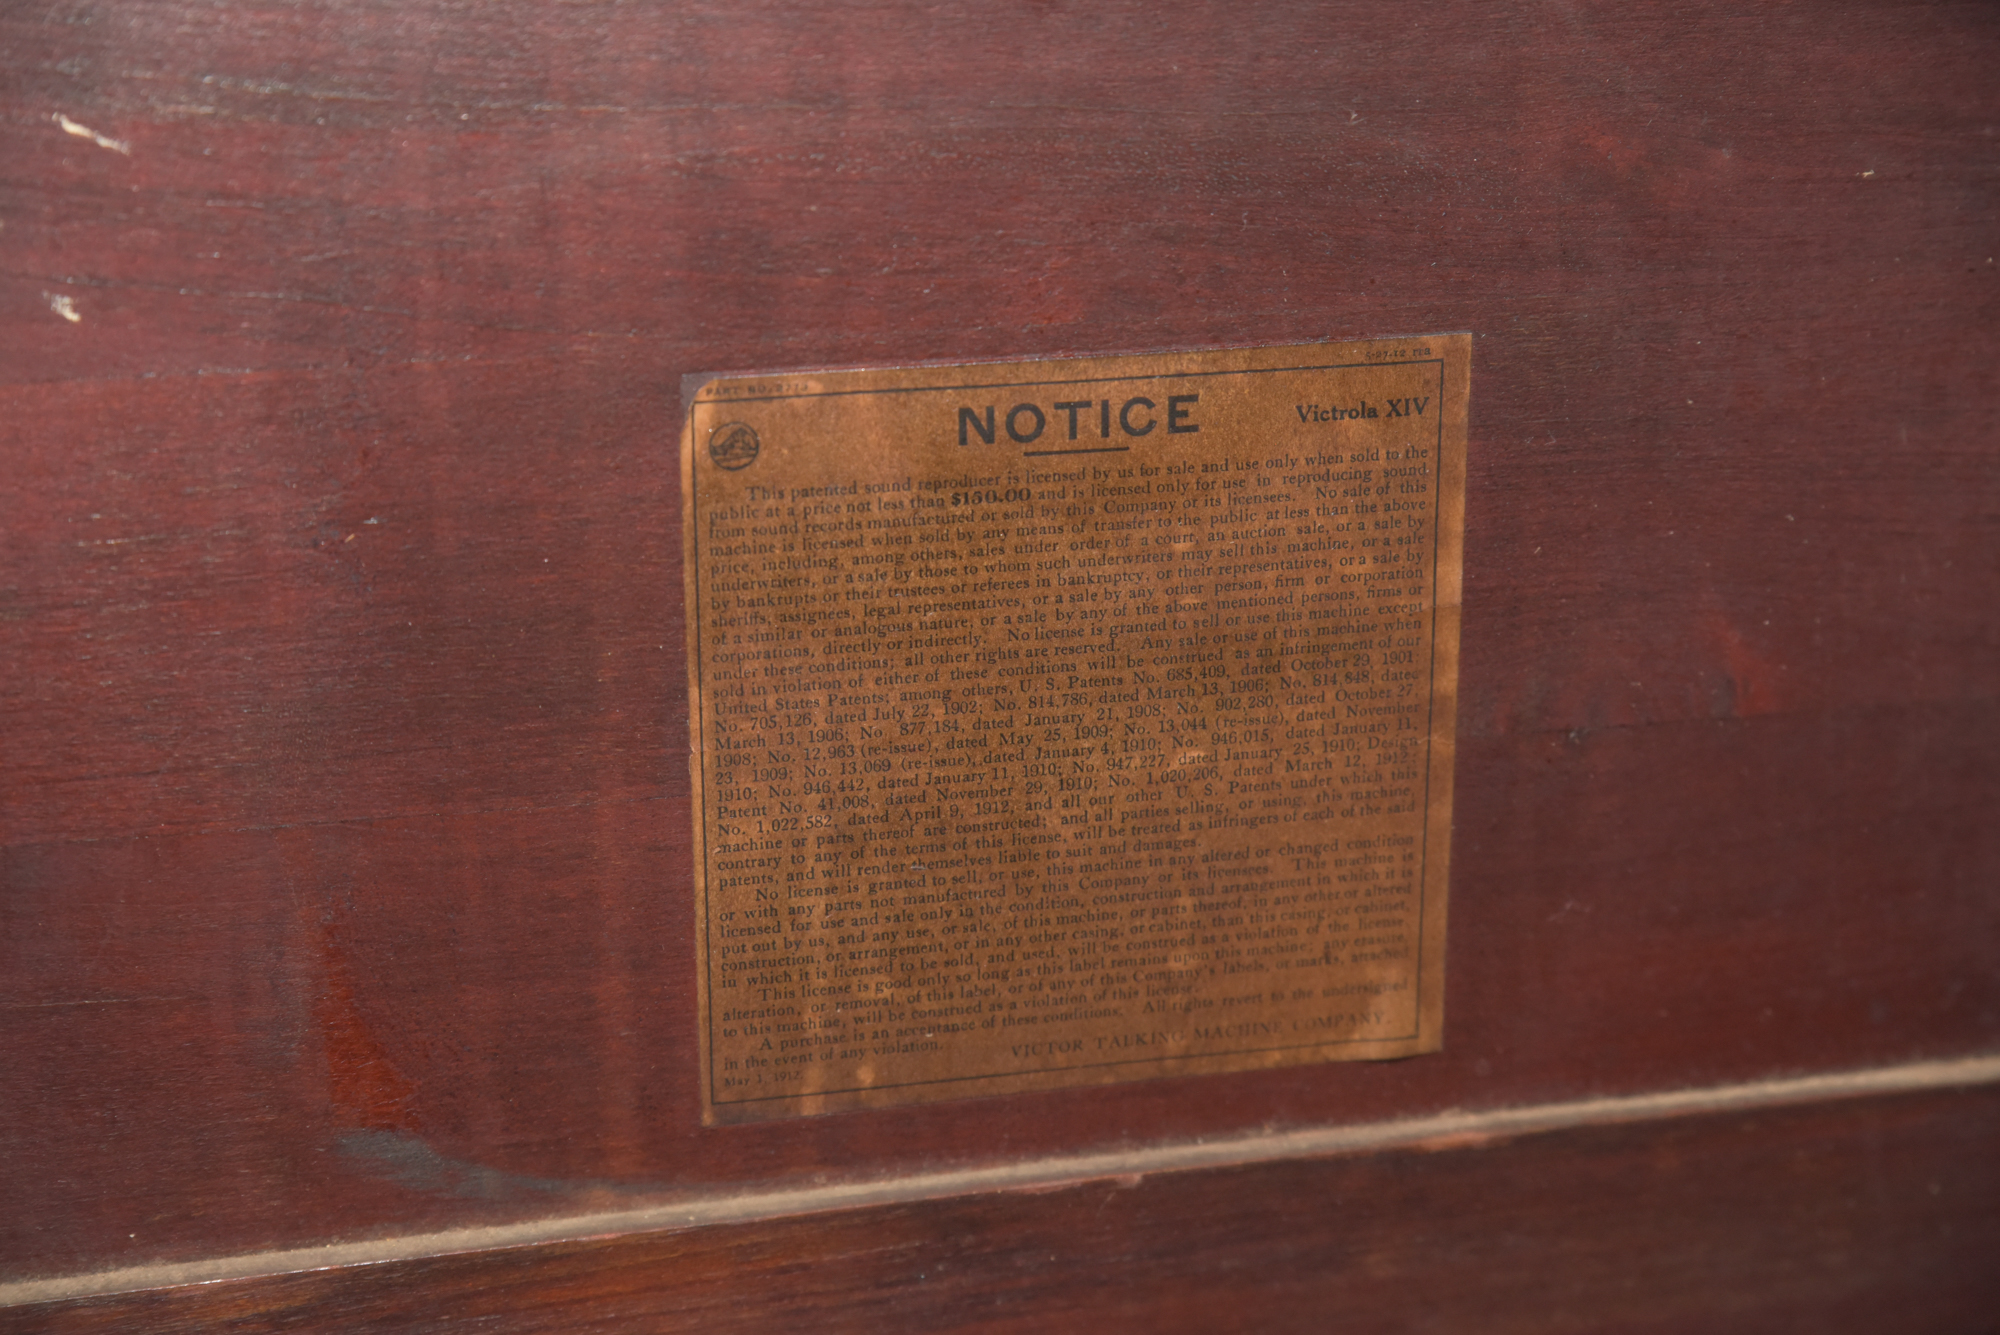 PART NO. 2713
5-27-12 ITB
NOTICE
Victrola XIV
This patented sound reproducer is licensed by us for sale and use only when sold to the
public at a price not less than $150.00 and is licensed only for use in reproducing sound
from sound records manufactured or sold by this Company or its licensees. No sale of this
machine is licensed when sold by any means of transfer to the public at less than the above
price, including, among others, sales under order of a court, an auction sale, or a sale by
underwriters, or a sale by those to whom such underwriters may sell this machine, or a sale
by bankrupts or their trustees or referees in bankruptcy, or their representatives, or a sale by
sheriffs, assignees, legal representatives, or a sale by any other person, firm or corporation
of a similar or analogous nature, or a sale by any of the above mentioned persons, firms or
corporations, directly or indirectly. No license is granted to sell or use this machine except
under these conditions; all other rights are reserved. Any sale or use of this machine when
sold in violation of either of these conditions will be construed as an infringement of our
United States Patents; among others, U. S. Patents No. 685,409, dated October 29, 1901;
No. 705,126, dated July 22, 1902; No. 814,786, dated March 13, 1906; No. 814,848, dated
March 13, 1906; No. 877,184, dated January 21, 1908; No. 902,280, dated October 27,
1908; No. 12,963 (re-issue), dated May 25, 1909; No. 13,044 (re-issue), dated November
23, 1909; No. 13,069 (re-issue), dated January 4, 1910; No. 946,015, dated January 11,
1910; No. 946,442, dated January 11, 1910; No. 947,227, dated January 25, 1910; Design
Patent No. 41,008, dated November 29, 1910; No. 1,020,206, dated March 12, 1912;
No. 1,022,582, dated April 9, 1912, and all our other U. S. Patents under which this
machine or parts thereof are constructed; and all parties selling, or using, this machine,
contrary to any of the terms of this license, will be treated as infringers of each of the said
patents, and will render themselves liable to suit and damages.
No license is granted to sell, or use, this machine in any altered or changed condition
or with any parts not manufactured by this Company or its licensees. This machine is
licensed for use and sale only in the condition, construction and arrangement in which it is
put out by us, and any use, or sale, of this machine, or parts thereof, in any other or altered
construction, or arrangement, or in any other casing, or cabinet, than this casing, or cabinet,
in which it is licensed to be sold, and used, will be construed as a violation of the license.
This license is good only so long as this label remains upon this machine; any erasure,
alteration, or removal, of this label, or of any of this Company's labels, or marks, attached
to this machine, will be construed as a violation of this license.
A purchase is an acceptance of these conditions. All rights revert to the undersigned
in the event of any violation.
VICTOR TALKING MACHINE COMPANY.
May 1, 1912.